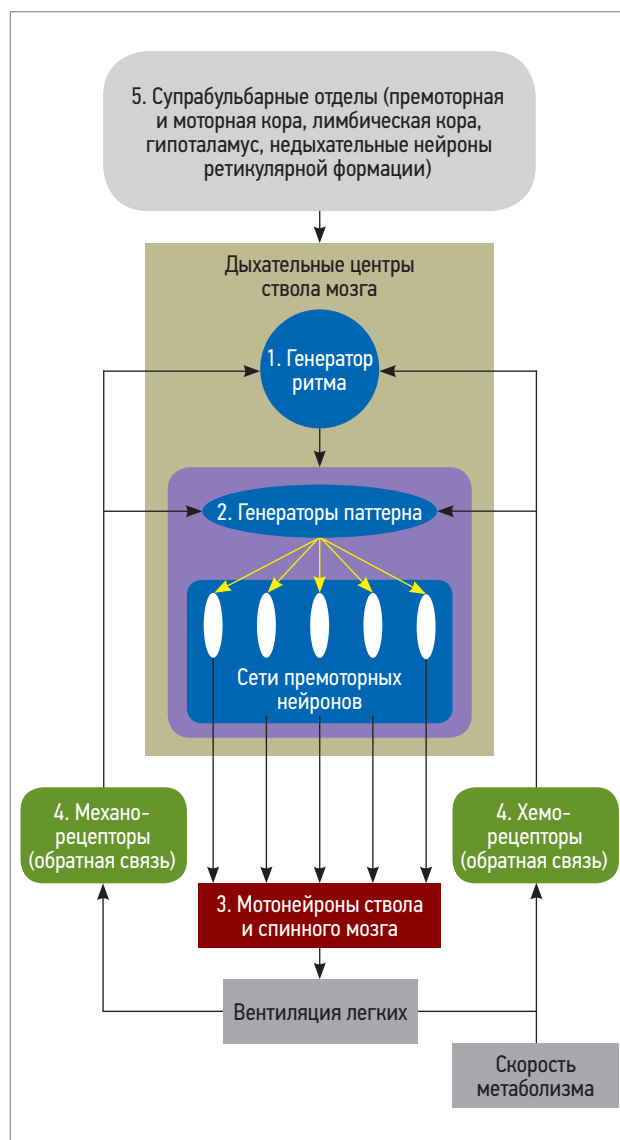 5. Супрабульбарные отделы (премоторная
и моторная кора, лимбическая кора,
гипоталамус, недыхательные нейроны
ретикулярной формации)
Дыхательные центры
ствола мозга
1. Генератор
ритма
2. Генераторы паттерна
Сети премоторных
нейронов
4. Механо-
рецепторы
(обратная связь)
4. Хемо-
рецепторы
(обратная связь)
3. Мотонейроны ствола
и спинного мозга
Вентиляция легких
Скорость
метаболизма